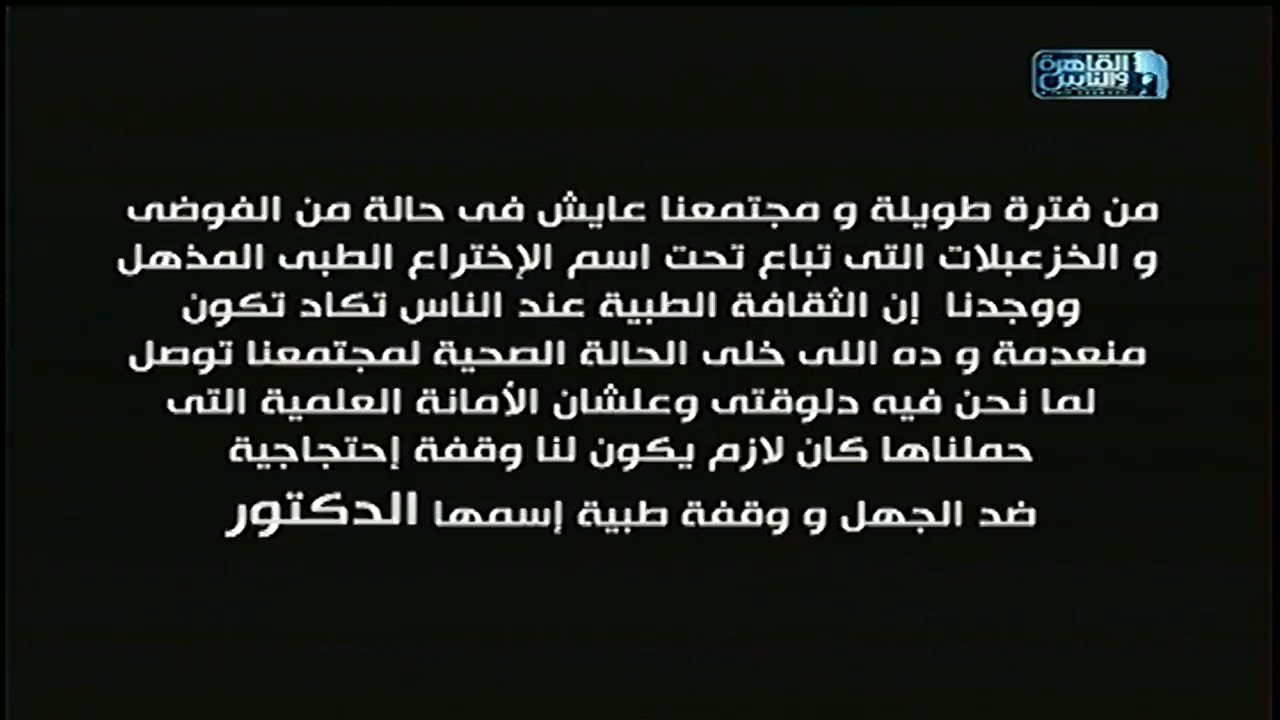 القاهرة
والناس
من فترة طويلة و مجتمعنا عايش فى حالة من الفوضى
و الخزعبلات التى تباع تحت اسم الإختراع الطبى المذهل
ووجدنا إن الثقافة الطبية عند الناس تكاد تكون
منعدمة و ده اللى خلى الحالة الصحية لمجتمعنا توصل
لما نحن فيه دلوقتى وعلشان الأمانة العلمية التى
حملناها كان لازم يكون لنا وقفة إحتجاجية
ضد الجهل و وقفة طبية إسمها الدكتور